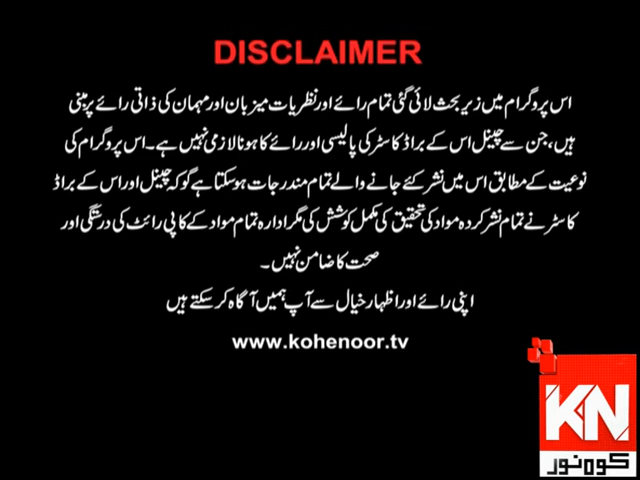 DISCLAIMER
اس پروگرام میں زیر بحث لائی گئی تمام رائے اور نظریات میزبان اور مہمان کی ذاتی رائے پر مبنی
ہیں، جن سے چینل اس کے براڈ کاسٹر کی پالیسی اور رائے کا ہونا لازمی نہیں ہے۔ اس پروگرام کی
نوعیت کے مطابق اس میں نشر کئے جانے والے تمام مندرجات ہوسکتا ہے گو کہ چینل اور اس کے براڈ
کاسٹر نے تمام نشر کردہ مواد کی تحقیق کی مکمل کوشش کی مگر ادارہ تمام مواد کے کاپی رائٹ کی درستگی اور
صحت کا ضامن نہیں۔
اپنی رائے اور اظہار خیال سے آپ ہمیں آگاہ کر سکتے ہیں
www.kohenoor.tv
KN
کوہ نور